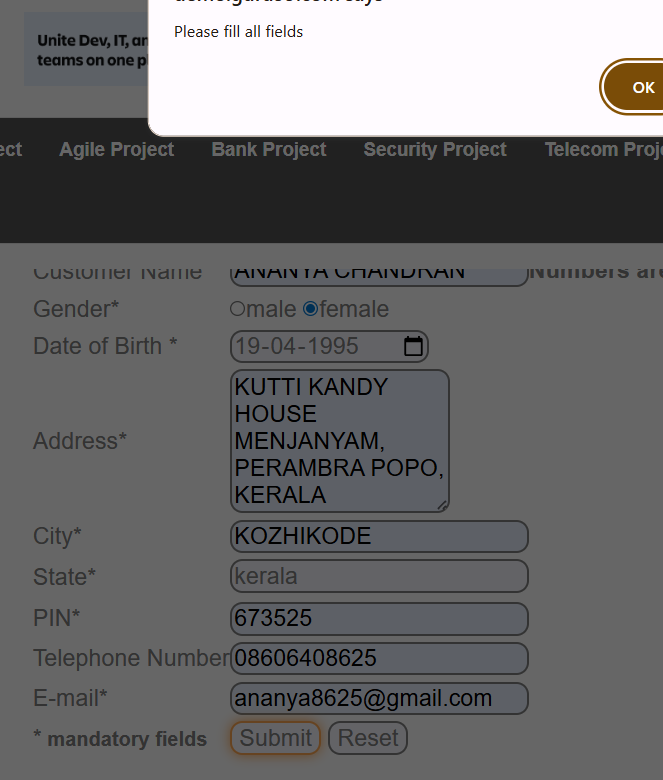 Please fill all fields
OK
Unite Dev, IT, an
teams on one pl
ect Agile Project Bank Project Security Project Telecom Proje
Customer Name ANANYA CHANDRAN Numbers are
Gender* male female
Date of Birth * 19-04-1995
Address* KUTTI KANDY
HOUSE
MENJANYAM,
PERAMBRA POPO,
KERALA
City* KOZHIKODE
State* kerala
PIN* 673525
Telephone Number 08606408625
E-mail* ananya8625@gmail.com
* mandatory fields Submit Reset